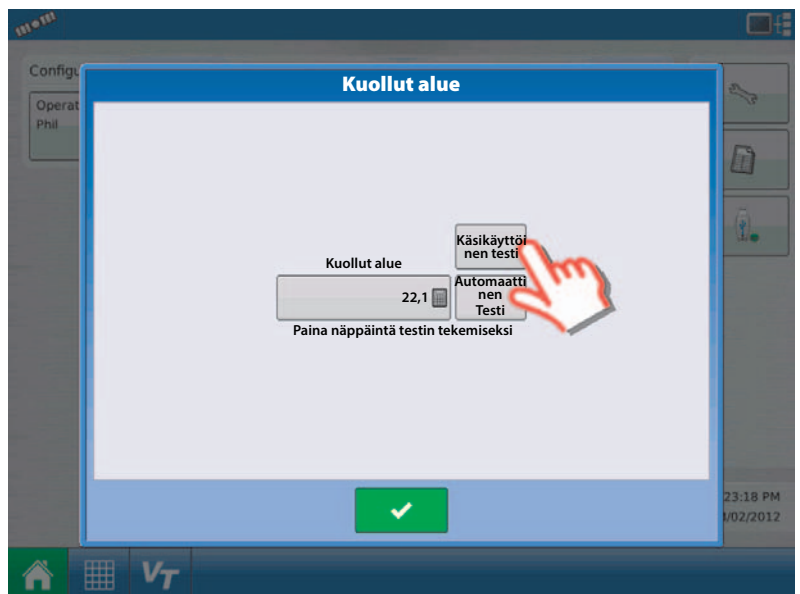 Configu
Kuollut alue
Operat
Phil
Käsikäyttöi
nen testi
Kuollut alue
22,1
Automaatti
nen
Testi
Paina näppäintä testin tekemiseksi
23:18 PM
/02/2012
VT